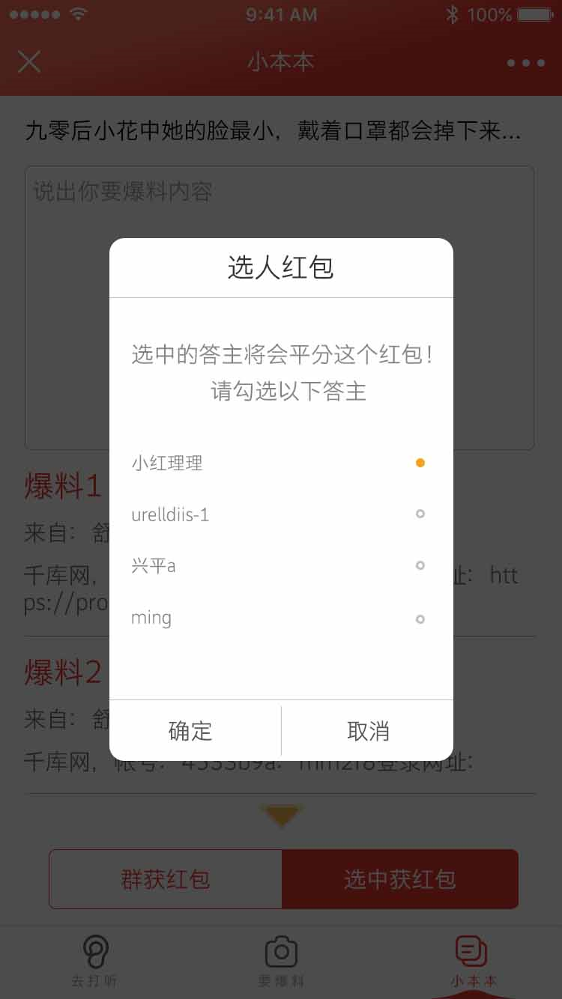 9:41 AM
100%
小本本
九零后小花中她的脸最小，戴着口罩都会掉下来...
说出你要爆料内容
选人红包
选中的答主将会平分这个红包！
请勾选以下答主
小红理理
urelldiis-1
兴平a
ming
确定
取消
爆料1
来自：舒
千库网，
址： htt
ps://pro
爆料2
来自：舒
千库网，帐号：4533b9a. mm2f8登录网址：
群获红包
选中获红包
去打听
要爆料
小本本